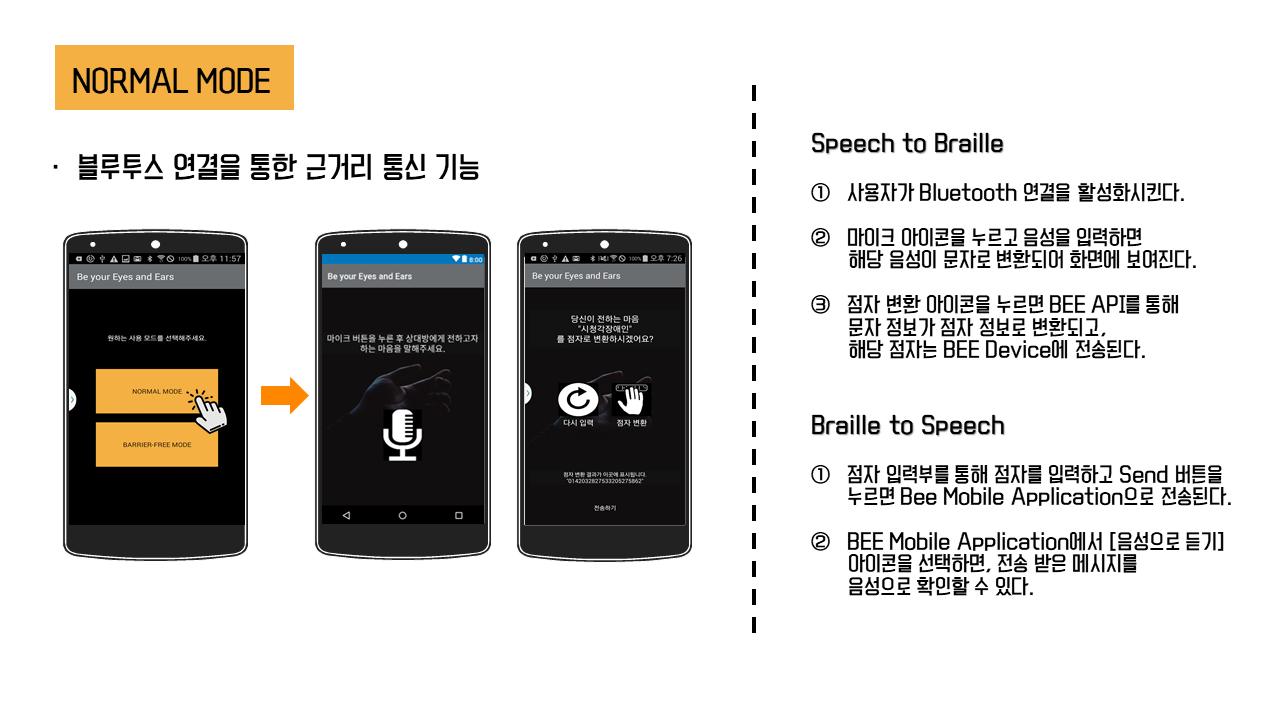 NORMAL MODE
· 블루투스 연결을 통한 근거리 통신 기능
100% 오후 11:57
Be your Eyes and Ears
원하는 사용 모드를 선택해주세요.
NORMAL MODE
BARRIER-FREE MODE
8:00
Be your Eyes and Ears
마이크 버튼을 누른 후 상대방에게 전하고자
하는 마음을 말해주세요.
100% 오후 7:26
Be your Eyes and Ears
당신이 전하는 마음
"시청각장애인"
를 점자로 변환하시겠어요?
다시 입력 점자 변환
점자 변환 결과가 이곳에 표시됩니다.
"0142032827533205275862"
전송하기
Speech to Braille
① 사용자가 Bluetooth 연결을 활성화시킨다.
② 마이크 아이콘을 누르고 음성을 입력하면
해당 음성이 문자로 변환되어 화면에 보여진다.
③ 점자 변환 아이콘을 누르면 BEE API를 통해
문자 정보가 점자 정보로 변환되고,
해당 점자는 BEE Device에 전송된다.
Braille to Speech
① 점자 입력부를 통해 점자를 입력하고 Send 버튼을
누르면 Bee Mobile Application으로 전송된다.
② BEE Mobile Application에서 [음성으로 듣기]
아이콘을 선택하면, 전송 받은 메시지를
음성으로 확인할 수 있다.